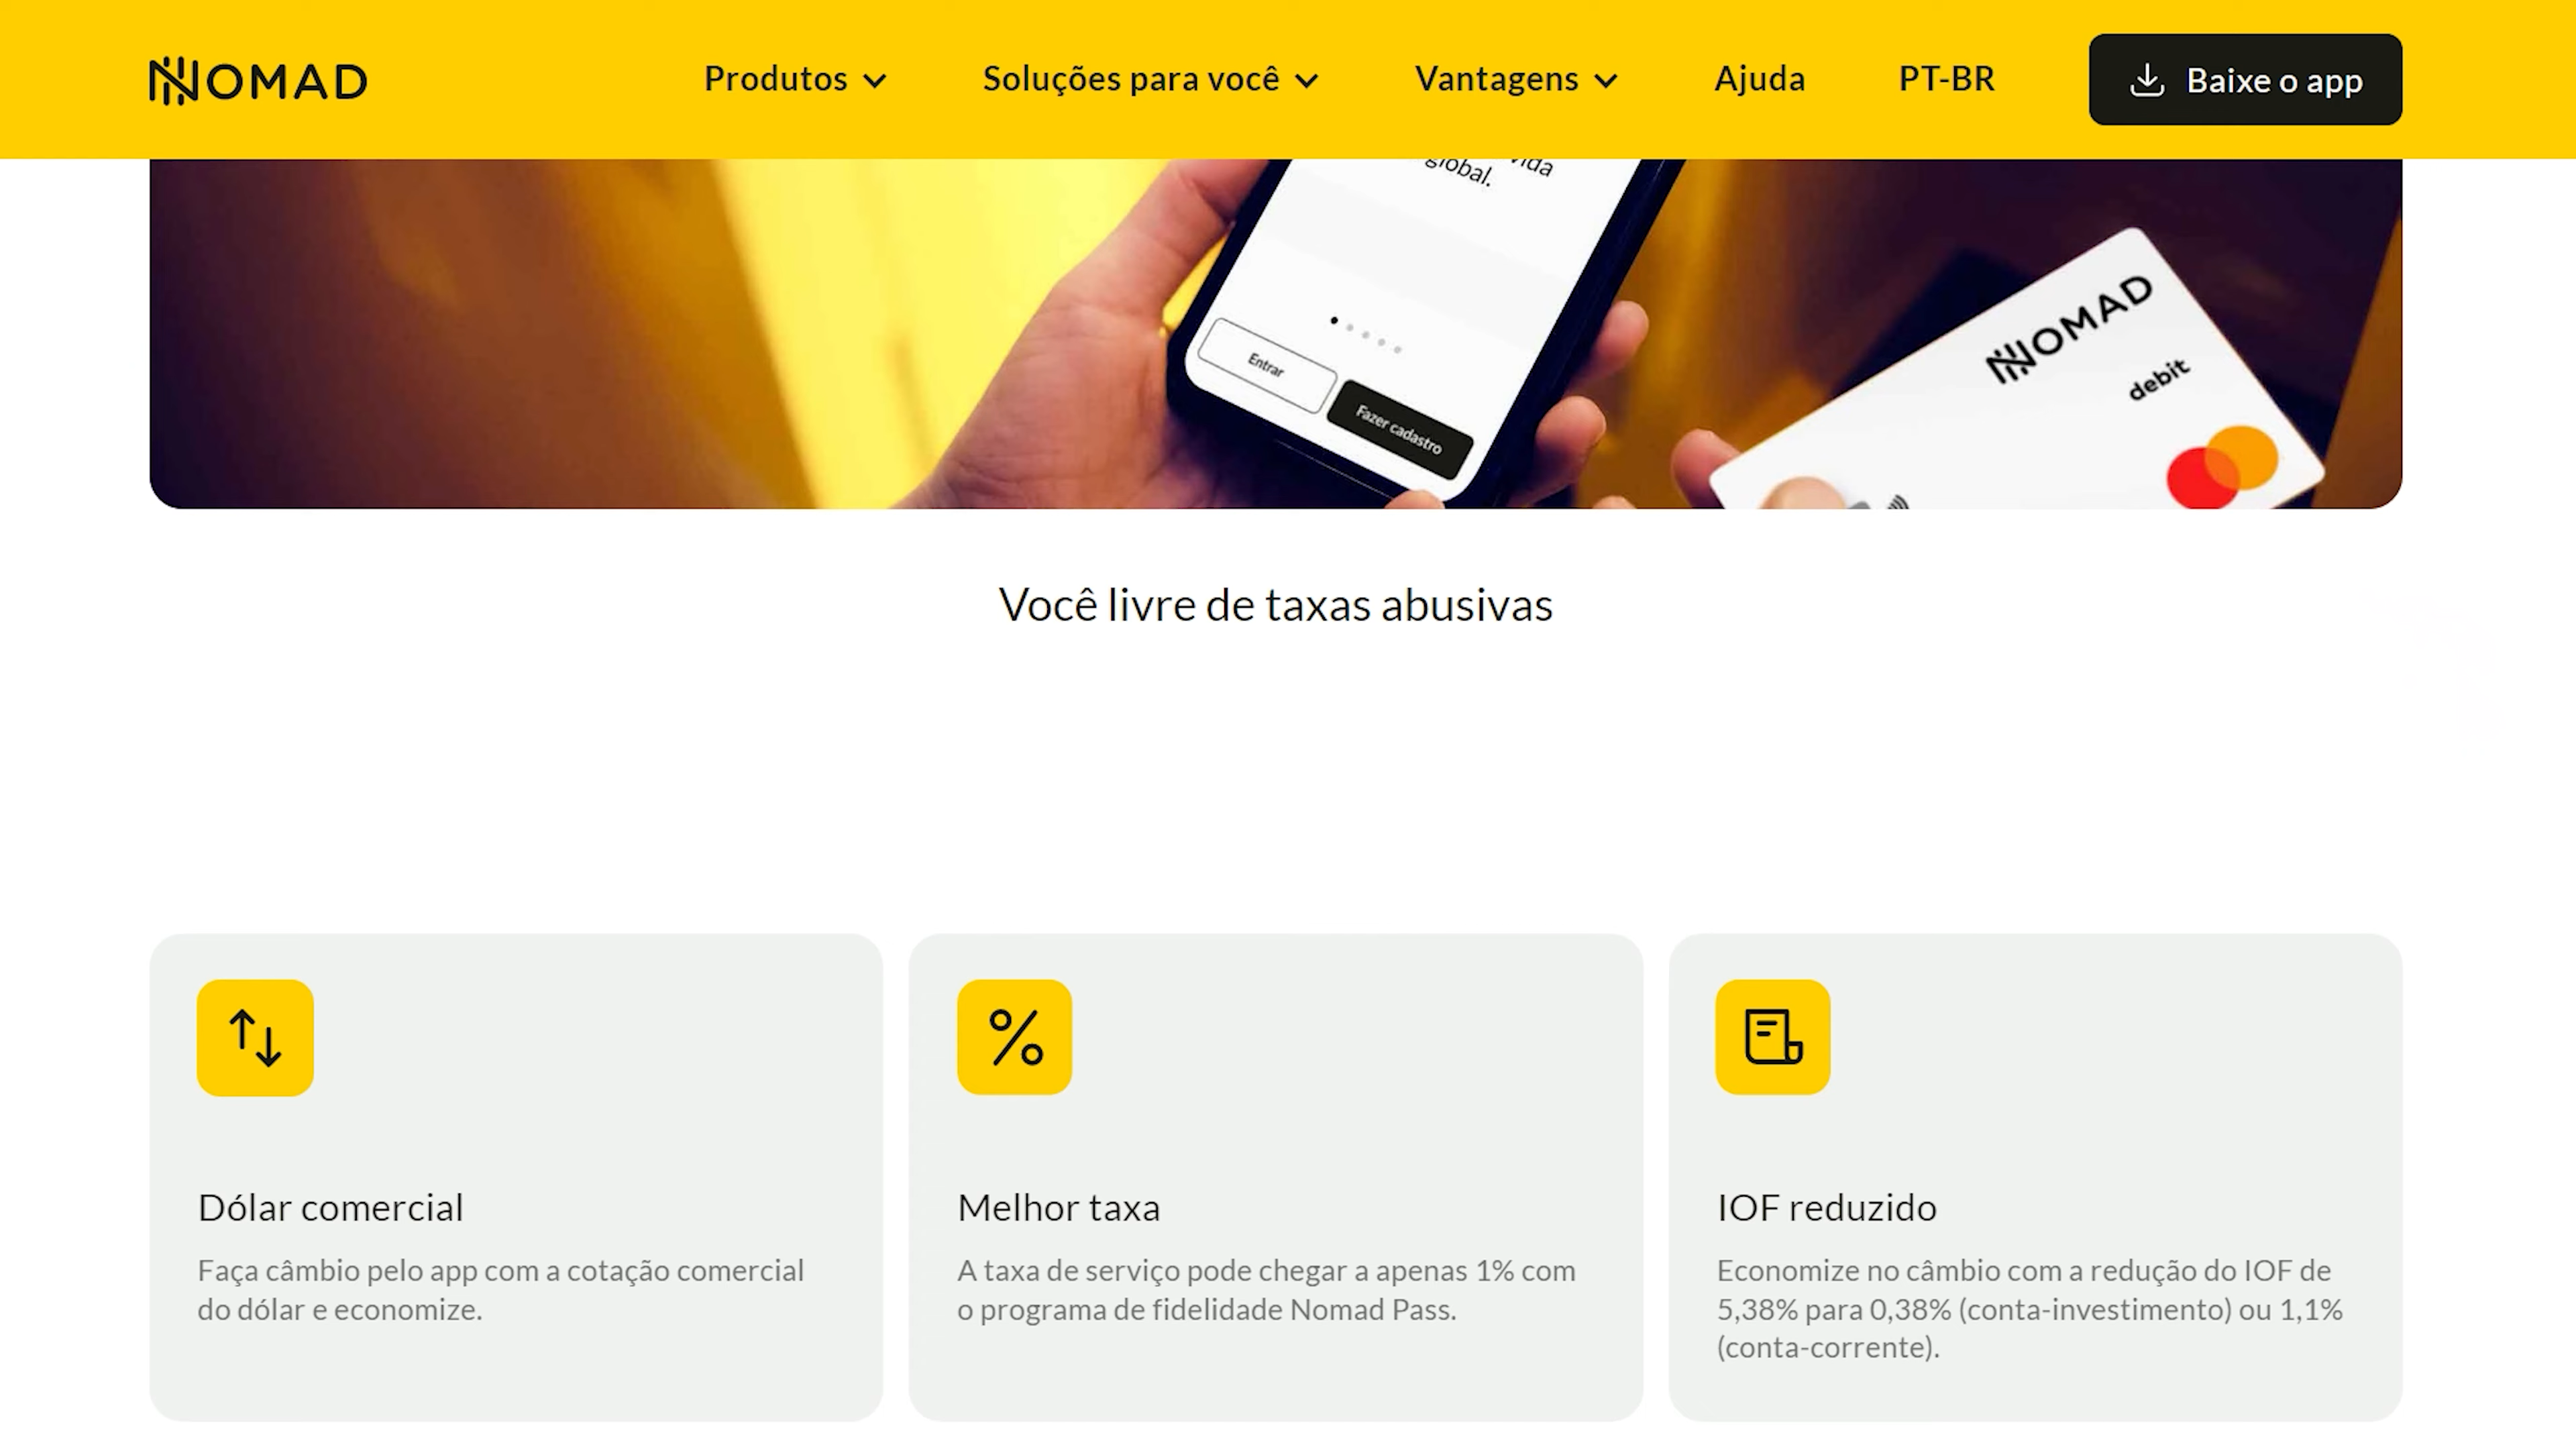 NOMAD
Produtos
Soluções para você
Vantagens
Ajuda
PT-BR
Baixe o app
global.
Entrar
Fazer cadastro
NOMAD
debit
Você livre de taxas abusivas
Dólar comercial
Faça câmbio pelo app com a cotação comercial
do dólar e economize.
Melhor taxa
A taxa de serviço pode chegar a apenas 1% com
o programa de fidelidade Nomad Pass.
IOF reduzido
Economize no câmbio com a redução do IOF de
5,38% para 0,38% (conta-investimento) ou 1,1%
(conta-corrente).